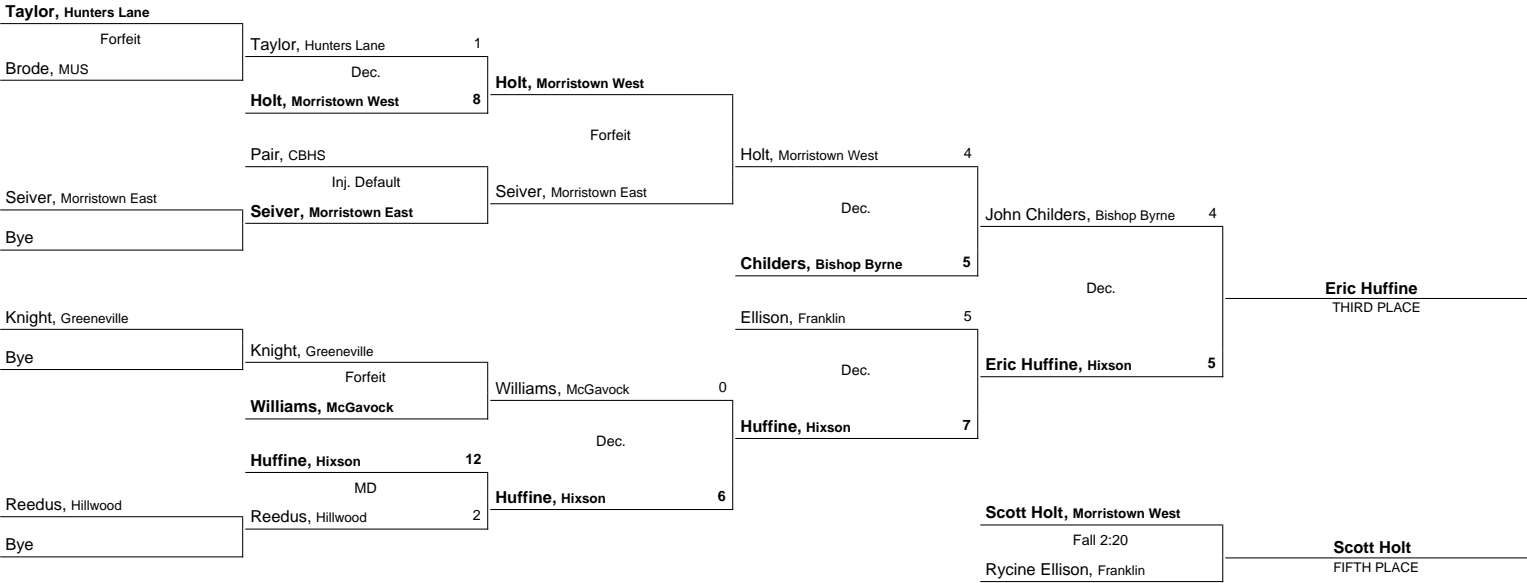 Taylor, Hunters Lane
Forfeit
Brode, MUS
Seiver, Morristown East
Bye
Knight, Greeneville
Bye
Reedus, Hillwood
Bye
Taylor, Hunters Lane 1
Dec.
Holt, Morristown West 8
Pair, CBHS
Inj. Default
Seiver, Morristown East
Knight, Greeneville
Forfeit
Williams, McGavock
Huffine, Hixson 12
MD
Reedus, Hillwood 2
Holt, Morristown West
Forfeit
Seiver, Morristown East
Williams, McGavock 0
Dec.
Huffine, Hixson 6
Holt, Morristown West 4
Dec.
Childers, Bishop Byrne 5
Ellison, Franklin 5
Dec.
Huffine, Hixson 7
John Childers, Bishop Byrne 4
Dec.
Eric Huffine, Hixson 5
Eric Huffine
THIRD PLACE
Scott Holt, Morristown West
Fall 2:20
Rycine Ellison, Franklin
Scott Holt
FIFTH PLACE